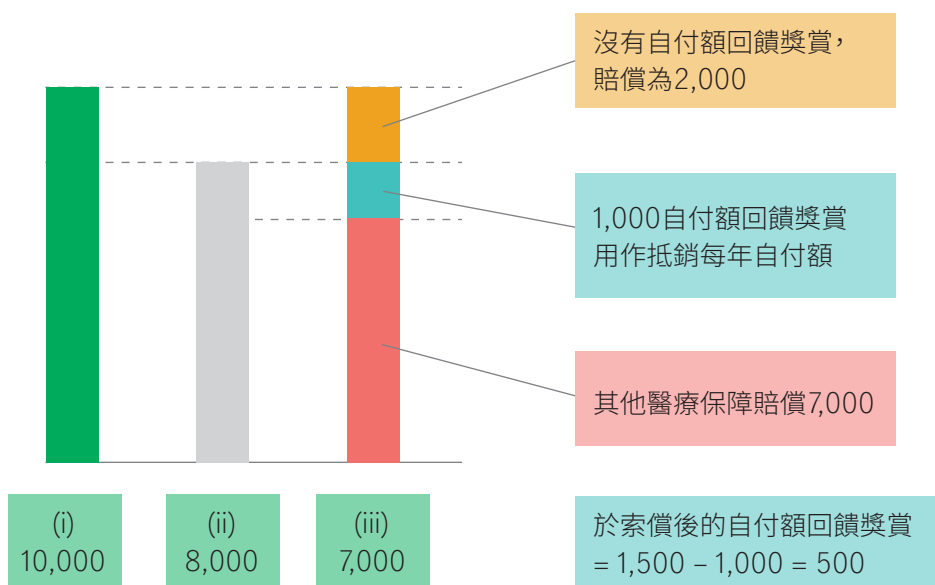 沒有自付額回饋獎賞，
賠償為2,000
1,000自付額回饋獎賞
用作抵銷每年自付額
其他醫療保障賠償7,000
(i)
10,000
(ii)
8,000
(iii)
7,000
於索償後的自付額回饋獎賞
= 1,500 – 1,000 = 500